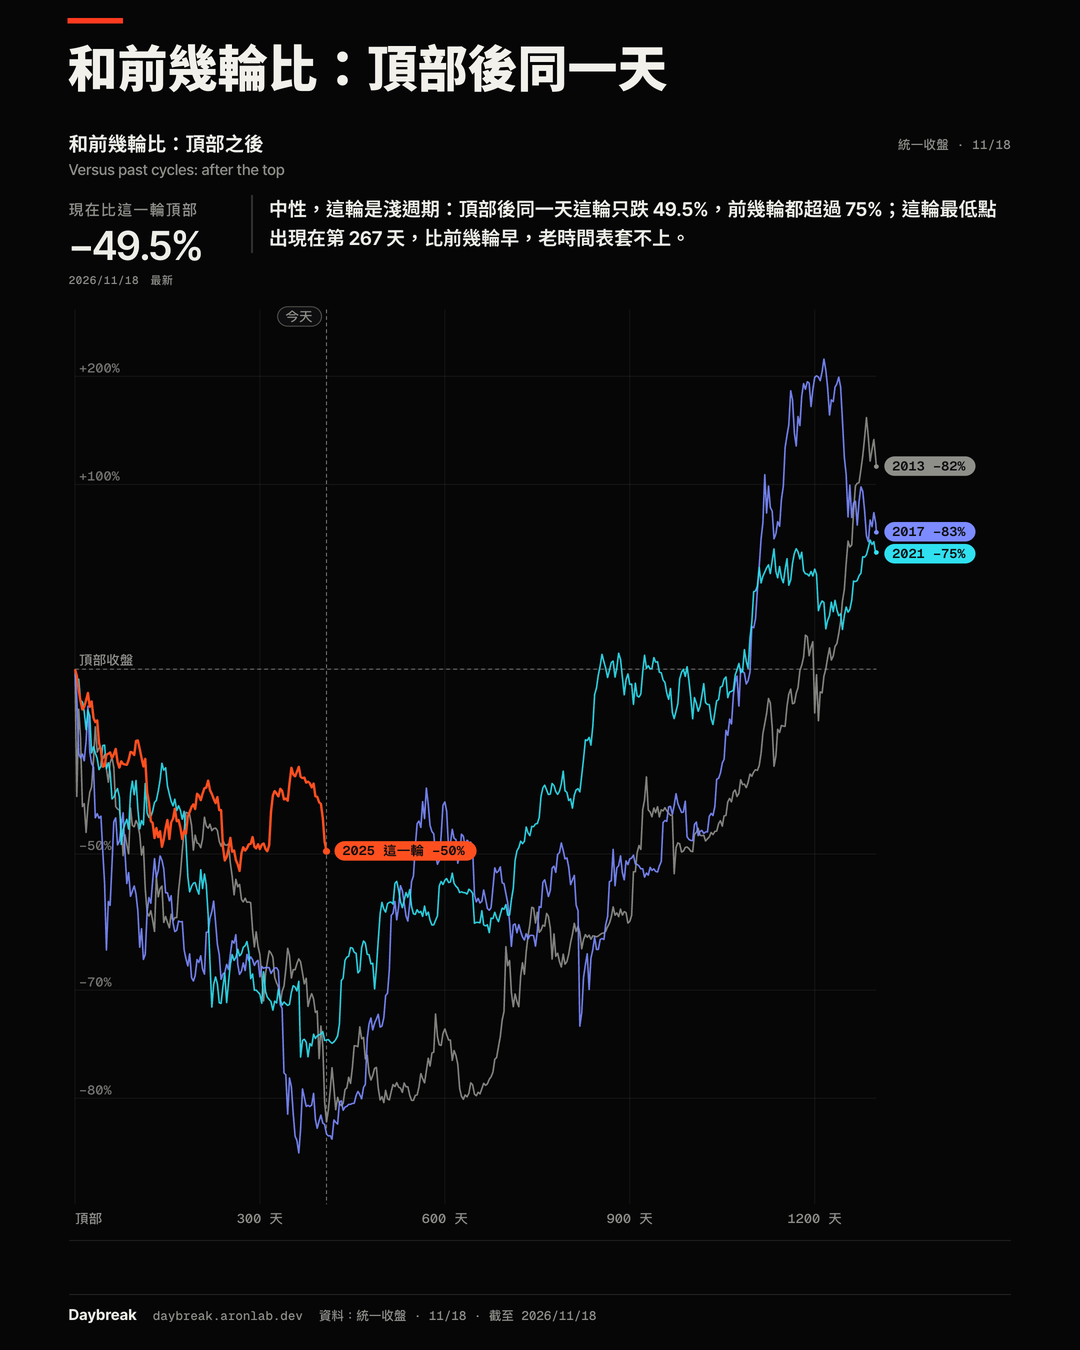 和前幾輪比：頂部後同一天
和前幾輪比：頂部之後
統一收盤 · 11/18
Versus past cycles: after the top
現在比這一輪頂部
−49.5%
2026/11/18 最新
中性，這輪是淺週期：頂部後同一天這輪只跌 49.5%，前幾輪都超過 75%；這輪最低點
出現在第 267 天，比前幾輪早，老時間表套不上。
今天
+200%
+100%
頂部收盤
−50%
−70%
−80%
2013 −82%
2017 −83%
2021 −75%
2025 這一輪 −50%
頂部
300 天
600 天
900 天
1200 天
Daybreak daybreak.aronlab.dev 資料：統一收盤 · 11/18 · 截至 2026/11/18